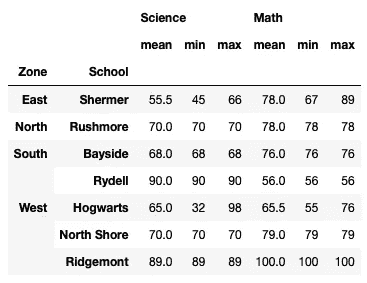 Science Math
mean min max mean min max
Zone School
East Shermer 55.5 45 66 78.0 67 89
North Rushmore 70.0 70 70 78.0 78 78
South Bayside 68.0 68 68 76.0 76 76
Rydell 90.0 90 90 56.0 56 56
West Hogwarts 65.0 32 98 65.5 55 76
North Shore 70.0 70 70 79.0 79 79
Ridgemont 89.0 89 89 100.0 100 100